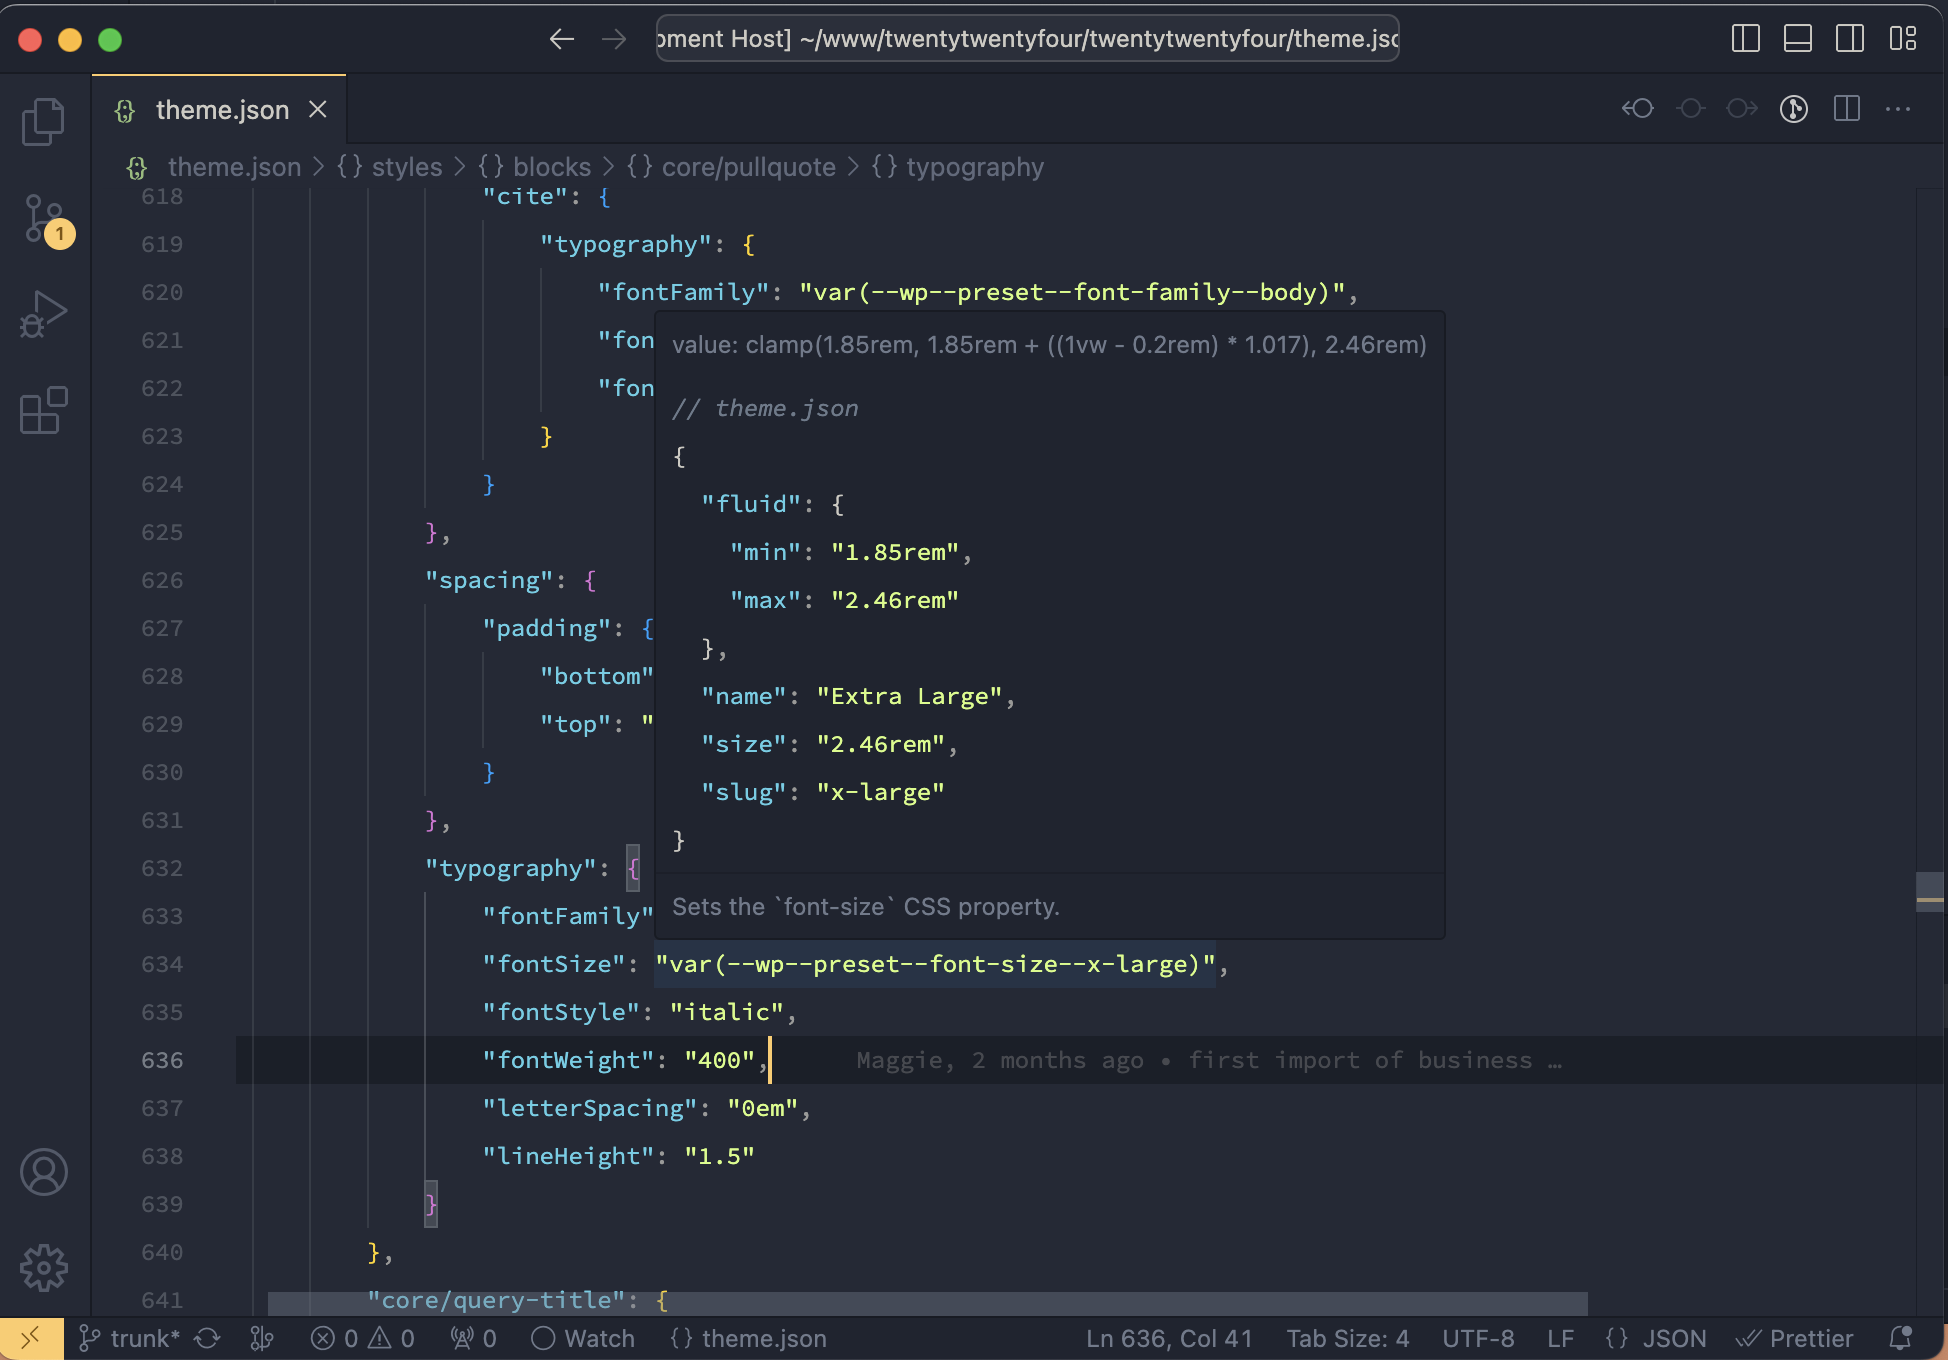 pment Host] ~/www/twentytwentyfour/twentytwentyfour/theme.jsc
theme.json
theme.json > {} styles > {} blocks > {} core/pullquote > {} typography
1
618 "cite": {
619 "typography": {
620 "fontFamily": "var(--wp--preset--font-family--body)",
621 "fon
622 "fon
623 }
624 }
625 },
626 "spacing": {
627 "padding": {
628 "bottom"
629 "top": "
630 }
631 },
632 "typography": {
633 "fontFamily"
634 "fontSize": "var(--wp--preset--font-size--x-large)",
635 "fontStyle": "italic",
636 "fontWeight": "400", Maggie, 2 months ago • first import of business …
637 "letterSpacing": "0em",
638 "lineHeight": "1.5"
639 }
640 },
641 "core/query-title": {
value: clamp(1.85rem, 1.85rem + ((1vw - 0.2rem) * 1.017), 2.46rem)
// theme.json
{
"fluid": {
"min": "1.85rem",
"max": "2.46rem"
},
"name": "Extra Large",
"size": "2.46rem",
"slug": "x-large"
}
Sets the `font-size` CSS property.
trunk* 0 0 0 Watch {} theme.json Ln 636, Col 41 Tab Size: 4 UTF-8 LF {} JSON Prettier